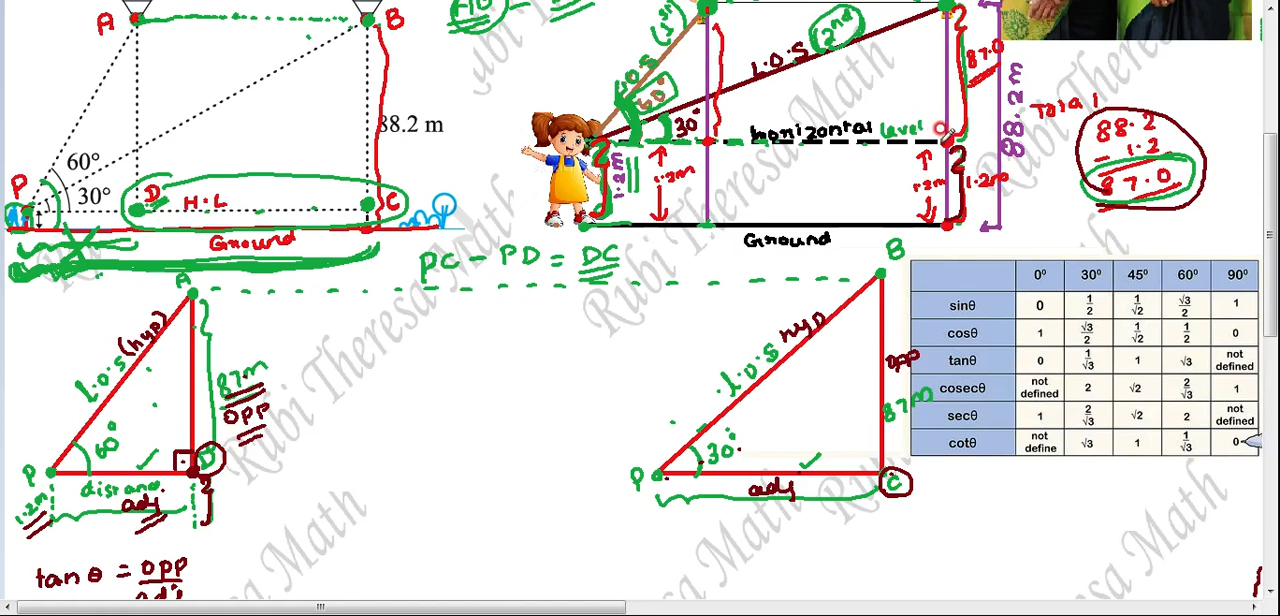 A
B
88.2 m
60°
30°
P
D
H.L
C
Ground
L.O.S
(2nd)
60°
30°
horizontal level
1.2m
1.2m
1.2m
1.2m
87.0
88.2 m
Total
88.2
- 1.2
87.0
Ground
PC - PD = DC
A
L.O.S (hyp)
60°
P
87m
OPP
D
distance
adj
1.2m
B
L.O.S hyp
opp
87m
30°
P
adj
C
0° 30° 45° 60° 90°
sinθ 0 1/2 1/√2 √3/2 1
cosθ 1 √3/2 1/√2 1/2 0
tanθ 0 1/√3 1 √3 not defined
cosecθ not defined 2 √2 2/√3 1
secθ 1 2/√3 √2 2 not defined
cotθ not define √3 1 1/√3 0
tan θ = OPP
adj
Rubi Theresa Math